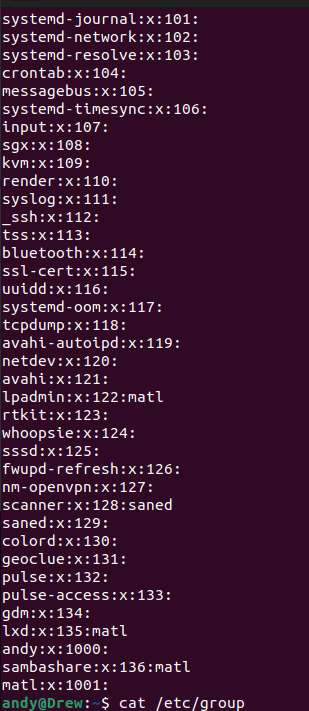 systemd-journal:x:101:
systemd-network:x:102:
systemd-resolve:x:103:
crontab:x:104:
messagebus:x:105:
systemd-timesync:x:106:
input:x:107:
sgx:x:108:
kvm:x:109:
render:x:110:
syslog:x:111:
_ssh:x:112:
tss:x:113:
bluetooth:x:114:
ssl-cert:x:115:
uuidd:x:116:
systemd-oom:x:117:
tcpdump:x:118:
avahi-autoipd:x:119:
netdev:x:120:
avahi:x:121:
lpadmin:x:122:matl
rtkit:x:123:
whoopsie:x:124:
sssd:x:125:
fwupd-refresh:x:126:
nm-openvpn:x:127:
scanner:x:128:saned
saned:x:129:
colord:x:130:
geoclue:x:131:
pulse:x:132:
pulse-access:x:133:
gdm:x:134:
lxd:x:135:matl
andy:x:1000:
sambashare:x:136:matl
matl:x:1001:
andy@Drew:~$ cat /etc/group